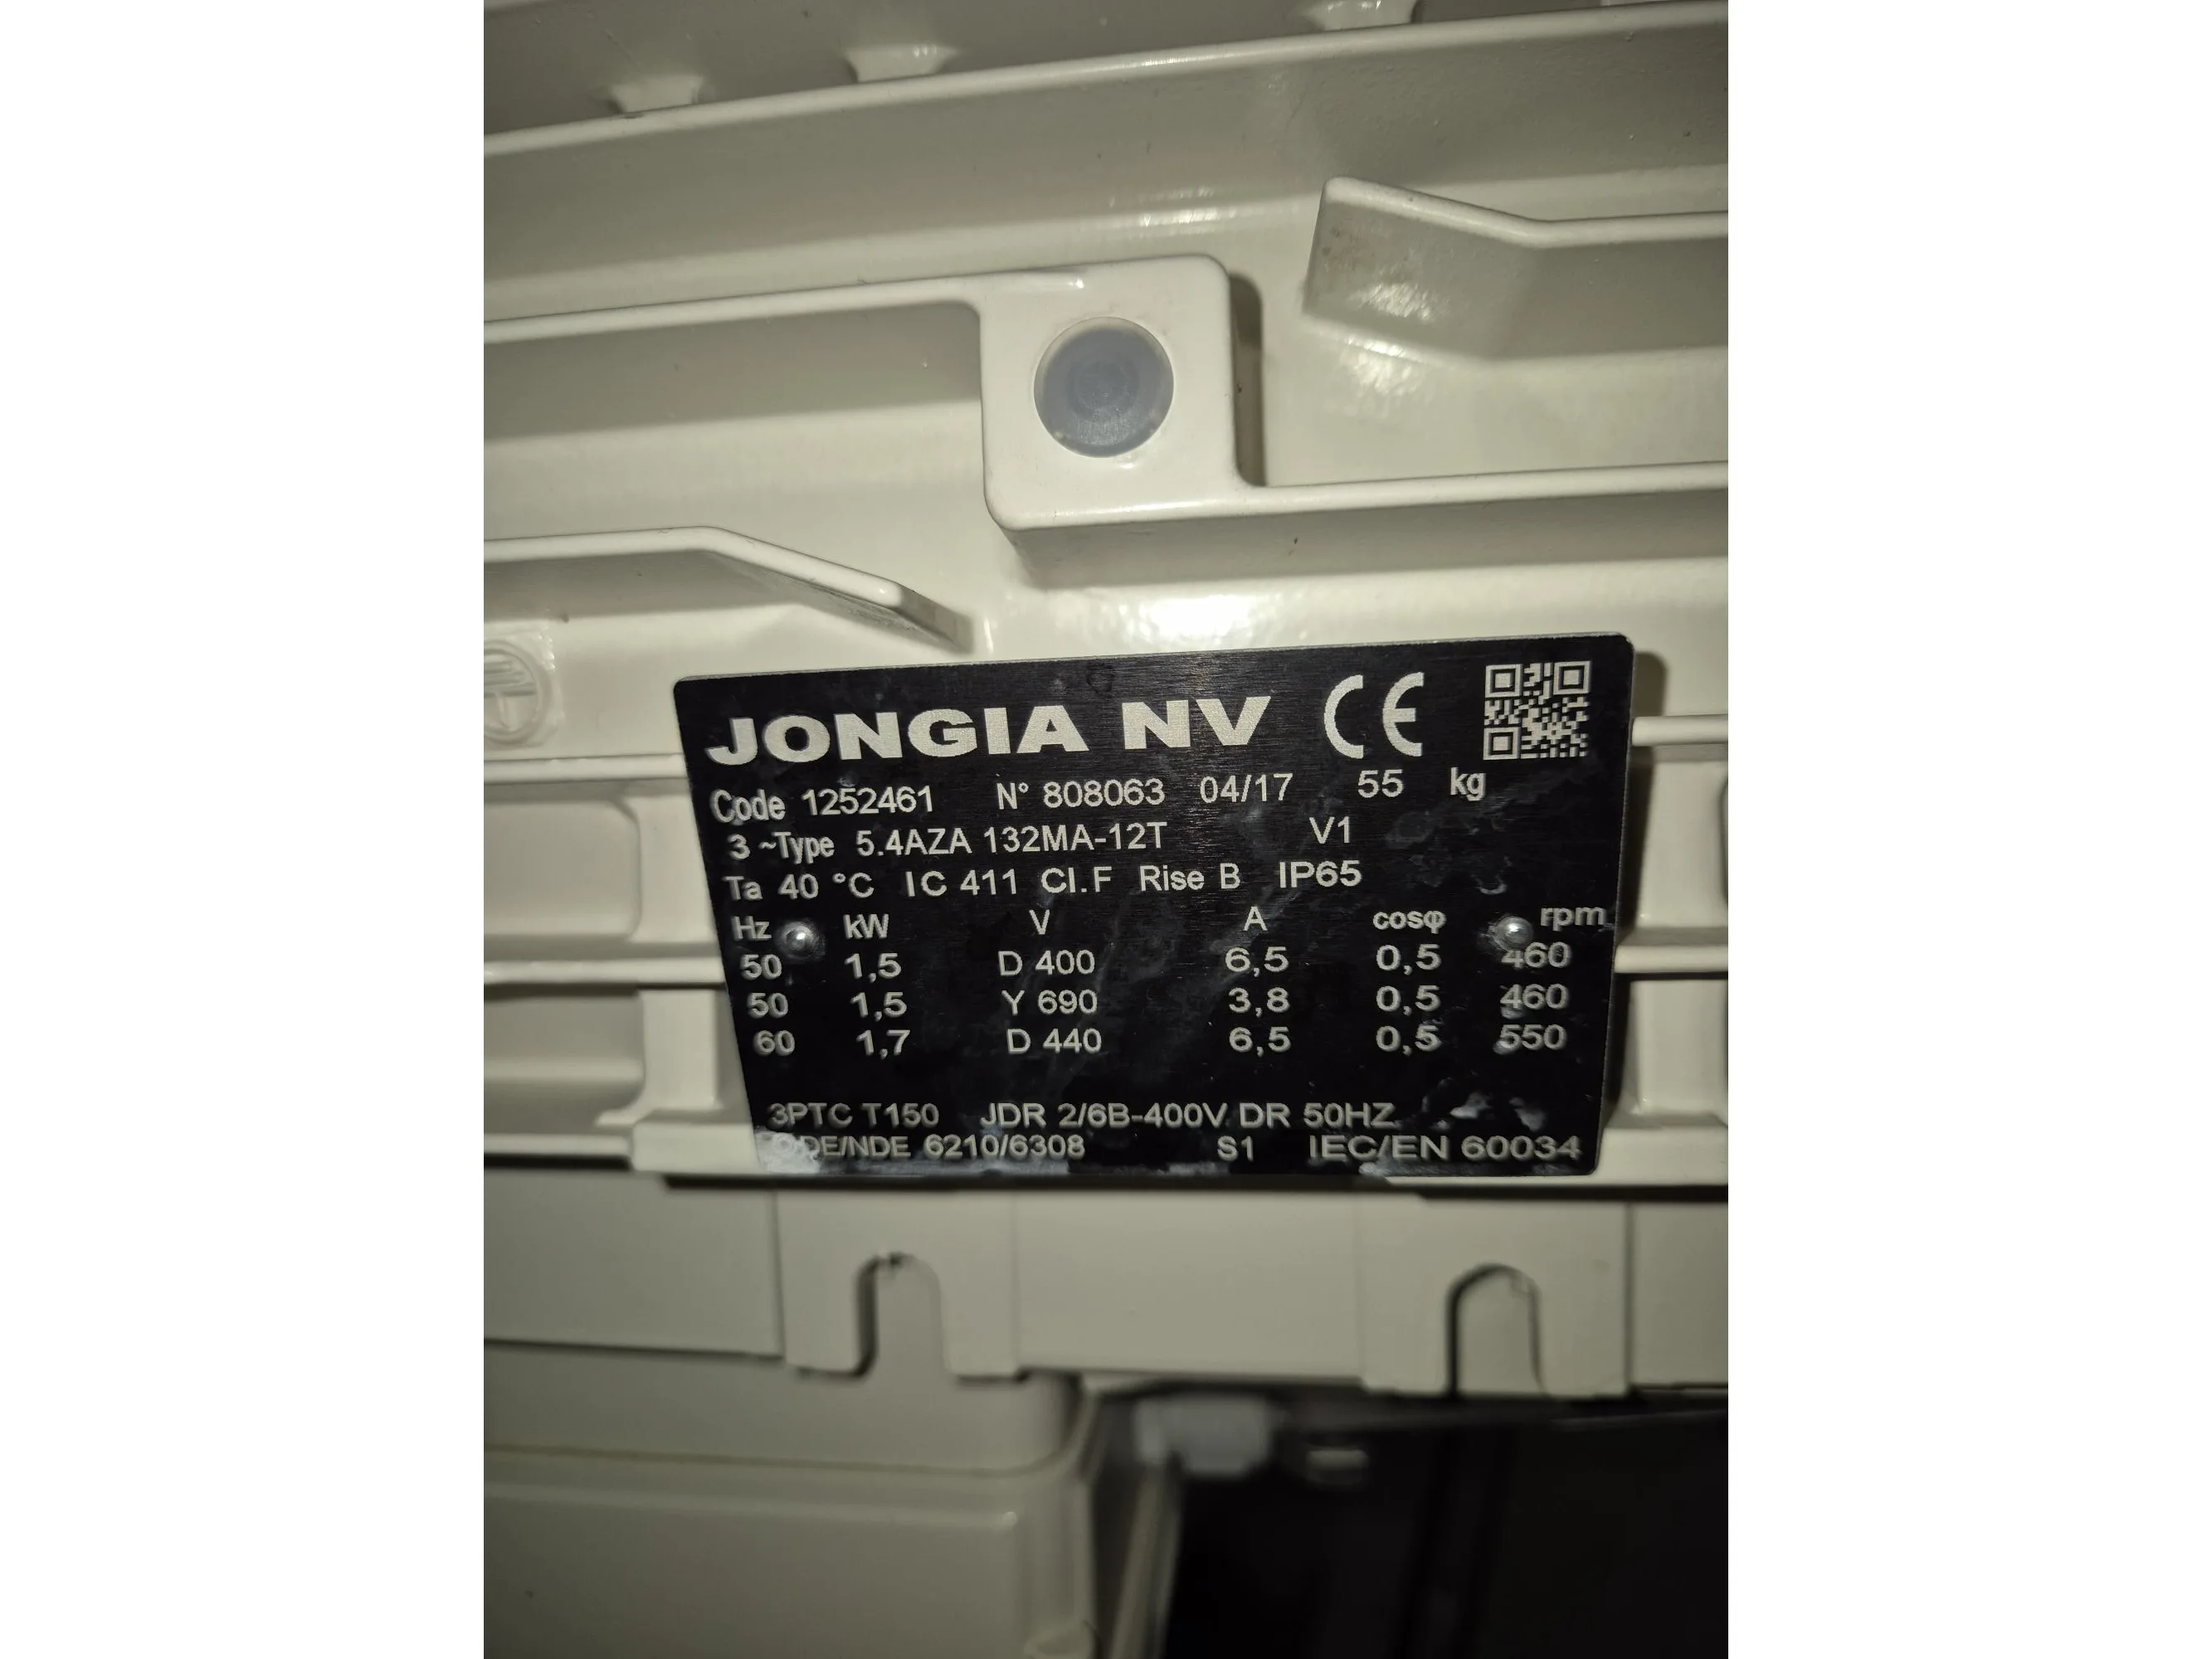 JONGIA NV CE
Code 1252461 N° 808063 04/17 55 kg
3 ~Type 5.4AZA 132MA-12T V1
Ta 40 °C IC 411 Cl.F Rise B IP65
Hz kW V A cosφ rpm
50 1,5 D 400 6,5 0,5 460
50 1,5 Y 690 3,8 0,5 460
60 1,7 D 440 6,5 0,5 550
3PTC T150 JDR 2/6B-400V DR 50HZ
DE/NDE 6210/6308 S1 IEC/EN 60034